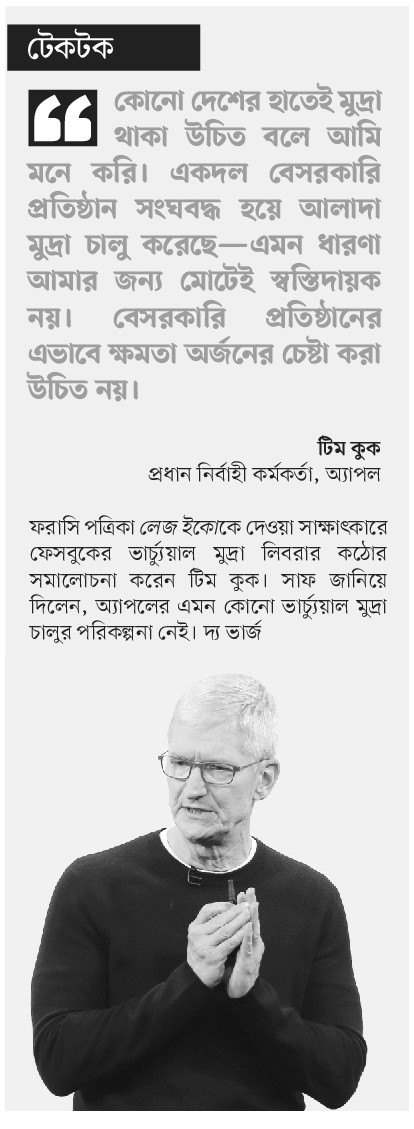 টেকটক
“ কোনো দেশের হাতেই মুদ্রা
থাকা উচিত বলে আমি
মনে করি। একদল বেসরকারি
প্রতিষ্ঠান সংঘবদ্ধ হয়ে আলাদা
মুদ্রা চালু করেছে—এমন ধারণা
আমার জন্য মোটেই স্বস্তিদায়ক
নয়। বেসরকারি প্রতিষ্ঠানের
এভাবে ক্ষমতা অর্জনের চেষ্টা করা
উচিত নয়।
টিম কুক
প্রধান নির্বাহী কর্মকর্তা, অ্যাপল
ফরাসি পত্রিকা লেজ ইকোকে দেওয়া সাক্ষাৎকারে
ফেসবুকের ভার্চ্যুয়াল মুদ্রা লিবরার কঠোর
সমালোচনা করেন টিম কুক। সাফ জানিয়ে
দিলেন, অ্যাপলের এমন কোনো ভার্চ্যুয়াল মুদ্রা
চালুর পরিকল্পনা নেই। দ্য ভার্জ